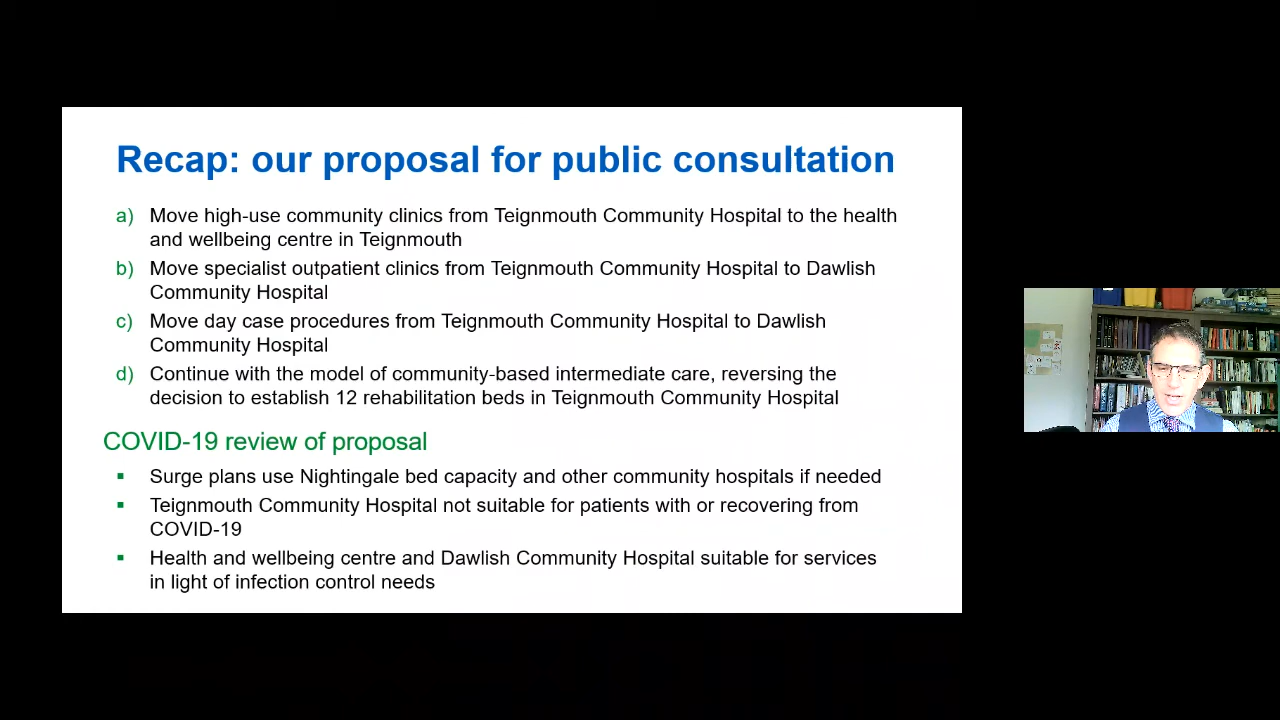 Recap: our proposal for public consultation
a) Move high-use community clinics from Teignmouth Community Hospital to the health
and wellbeing centre in Teignmouth
b) Move specialist outpatient clinics from Teignmouth Community Hospital to Dawlish
Community Hospital
c) Move day case procedures from Teignmouth Community Hospital to Dawlish
Community Hospital
d) Continue with the model of community-based intermediate care, reversing the
decision to establish 12 rehabilitation beds in Teignmouth Community Hospital
COVID-19 review of proposal
▪ Surge plans use Nightingale bed capacity and other community hospitals if needed
▪ Teignmouth Community Hospital not suitable for patients with or recovering from
COVID-19
▪ Health and wellbeing centre and Dawlish Community Hospital suitable for services
in light of infection control needs